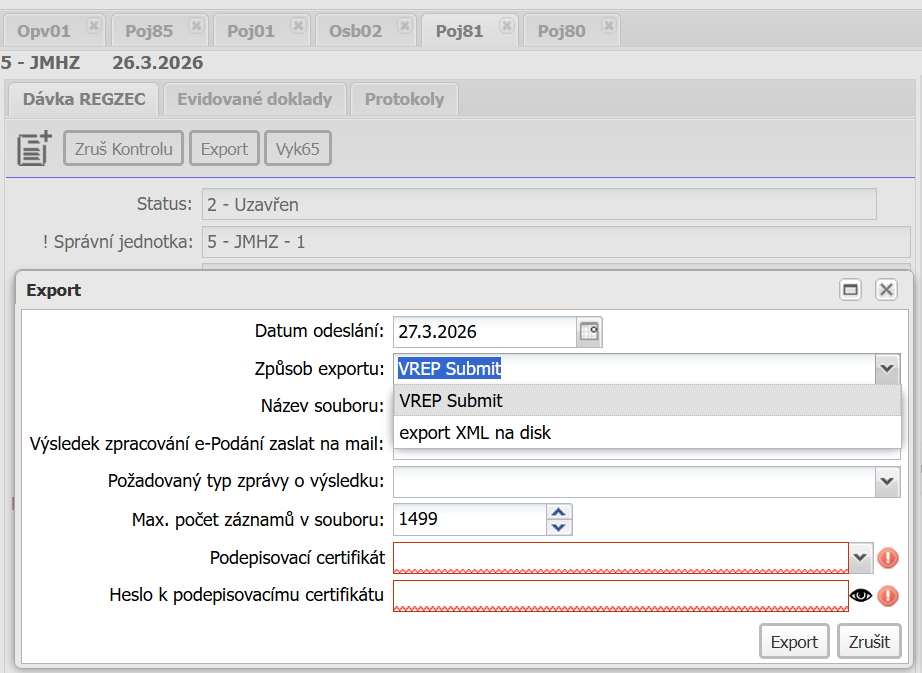 Opv01 Poj85 Poj01 Osb02 Poj81 Poj80
5 - JMHZ 26.3.2026
Dávka REGZEC Evidované doklady Protokoly
Zruš Kontrolu Export Vyk65
Status: 2 - Uzavřen
! Správní jednotka: 5 - JMHZ - 1
Export
Datum odeslání: 27.3.2026
Způsob exportu: VREP Submit
VREP Submit
Název souboru:
export XML na disk
Výsledek zpracování e-Podání zaslat na mail:
Požadovaný typ zprávy o výsledku:
Max. počet záznamů v souboru: 1499
Podepisovací certifikát
Heslo k podepisovacímu certifikátu
Export Zrušit